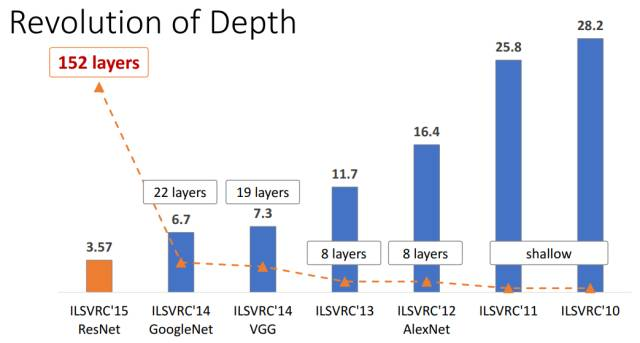 Revolution of Depth
152 layers
3.57
22 layers
6.7
19 layers
7.3
11.7
8 layers
16.4
8 layers
25.8
28.2
shallow
ILSVRC'15
ResNet
ILSVRC'14
GoogleNet
ILSVRC'14
VGG
ILSVRC'13
ILSVRC'12
AlexNet
ILSVRC'11
ILSVRC'10